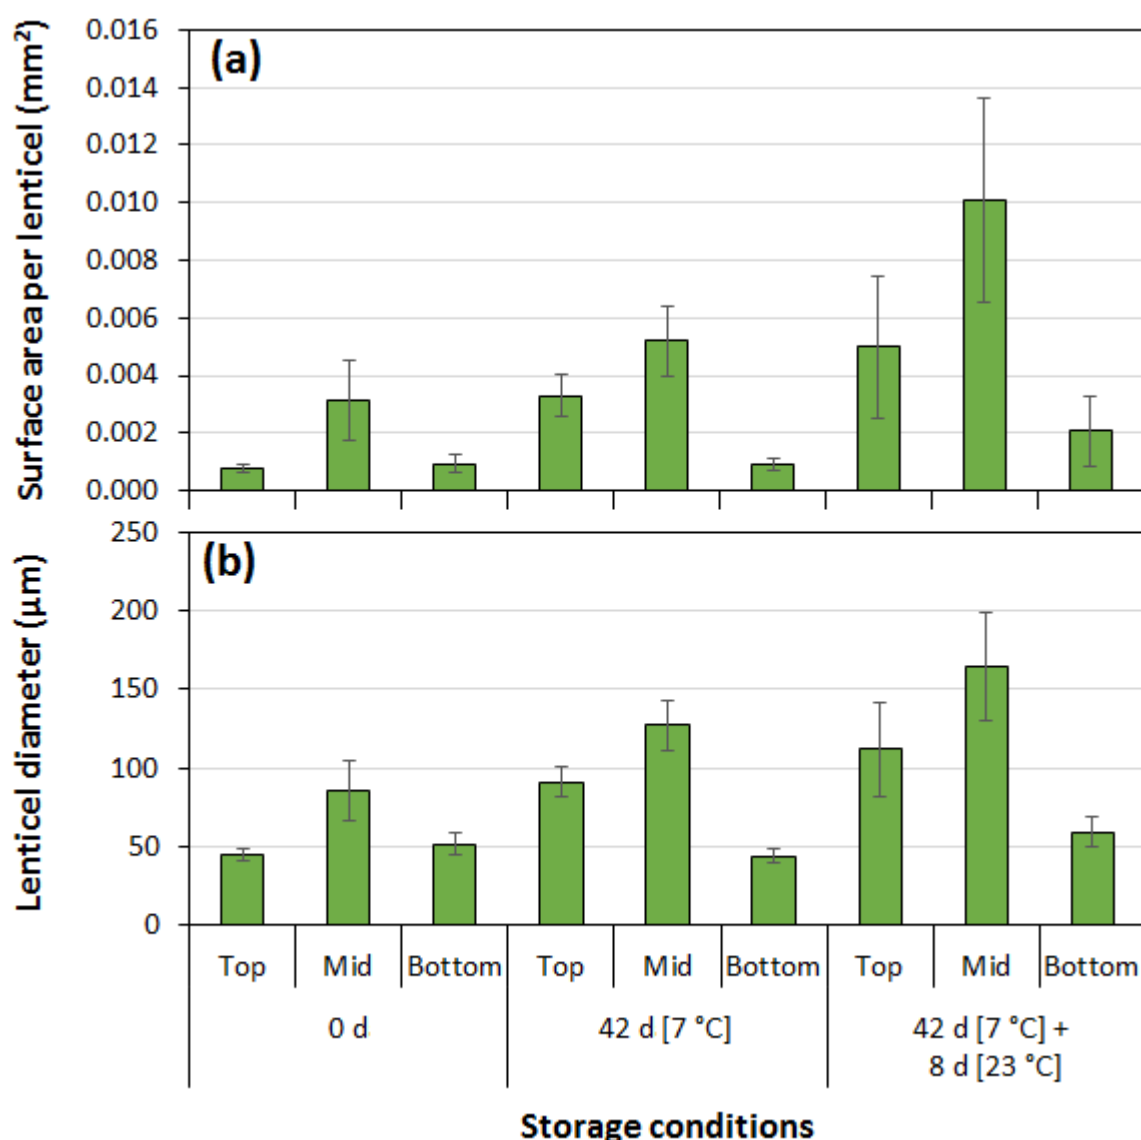 (a)
Surface areaper lenticel (mm²)
0.016
0.014
0.012
0.010
0.008
0.006
0.004
0.002
0.000
(b)
Lenticel diameter (µm)
250
200
150
100
50
0
Top Mid Bottom Top Mid Bottom Top Mid Bottom
0 d 42 d [7 °C] 42 d [7 °C] +
8 d [23 °C]
Storage conditions